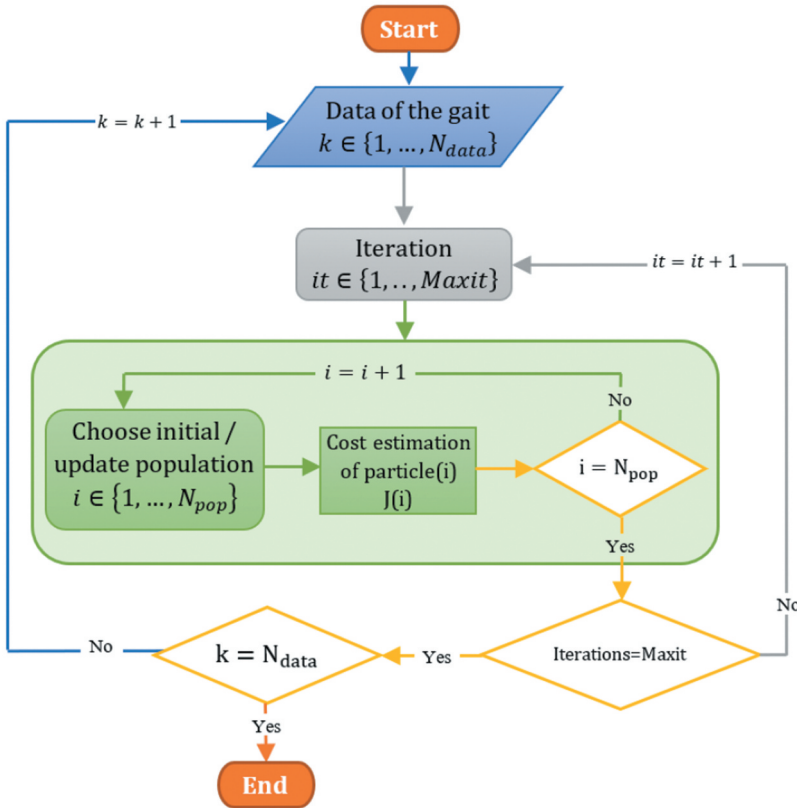 Start
Data of the gait
k ∈ {1, ... , N_data}
k = k + 1
Iteration
it ∈ {1, . . , Maxit}
it = it + 1
i = i + 1
No
Choose initial /
update population
i ∈ {1, ... , N_pop}
Cost estimation
of particle(i)
J(i)
i = N_pop
Yes
No
Iterations=Maxit
Yes
k = N_data
No
Yes
End